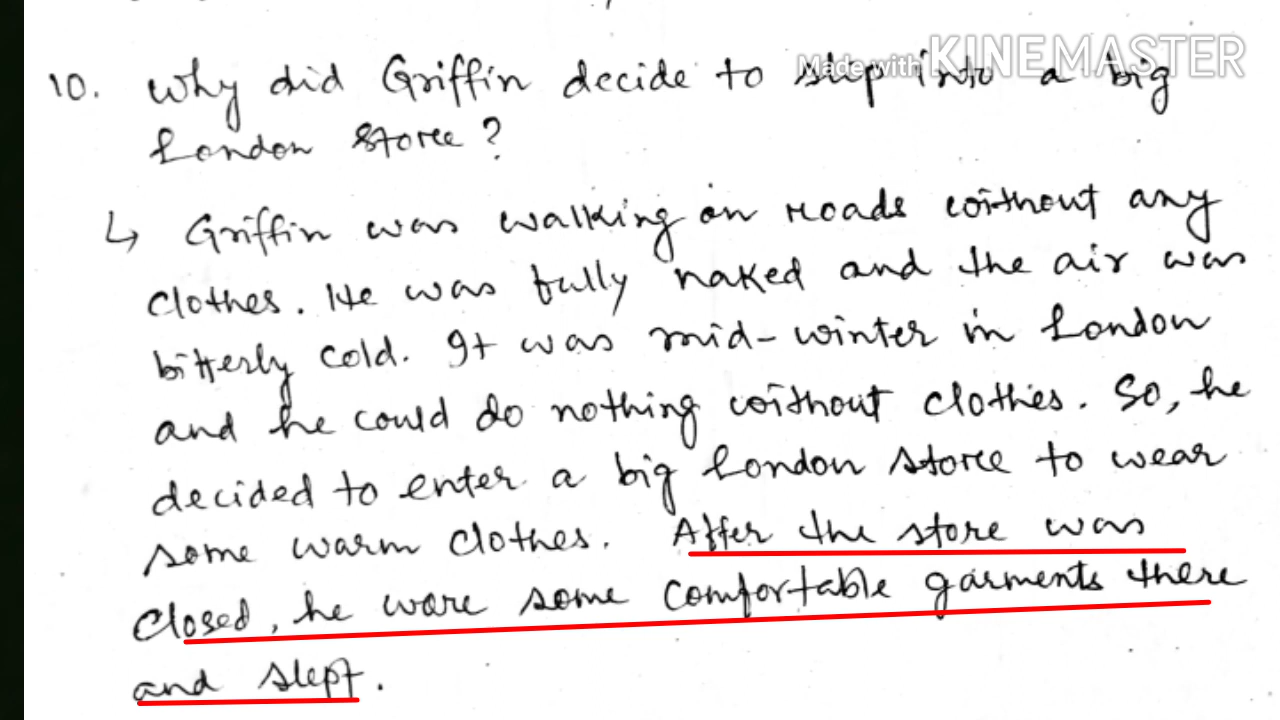 Made with KINEMASTER
10. Why did Griffin decide to slip into a big
London store?
↳ Griffin was walking on roads without any
clothes. He was fully naked and the air was
bitterly cold. It was mid-winter in London
and he could do nothing without clothes. So, he
decided to enter a big London store to wear
some warm clothes. After the store was
closed, he wore some comfortable garments there
and slept.